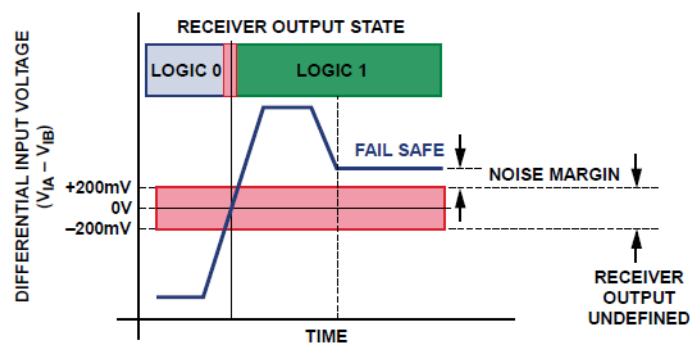 RECEIVER OUTPUT STATE
LOGIC 0
LOGIC 1
DIFFERENTIAL INPUT VOLTAGE
(VIA – VIB)
FAIL SAFE
NOISE MARGIN
+200mV
0V
–200mV
RECEIVER
OUTPUT
UNDEFINED
TIME